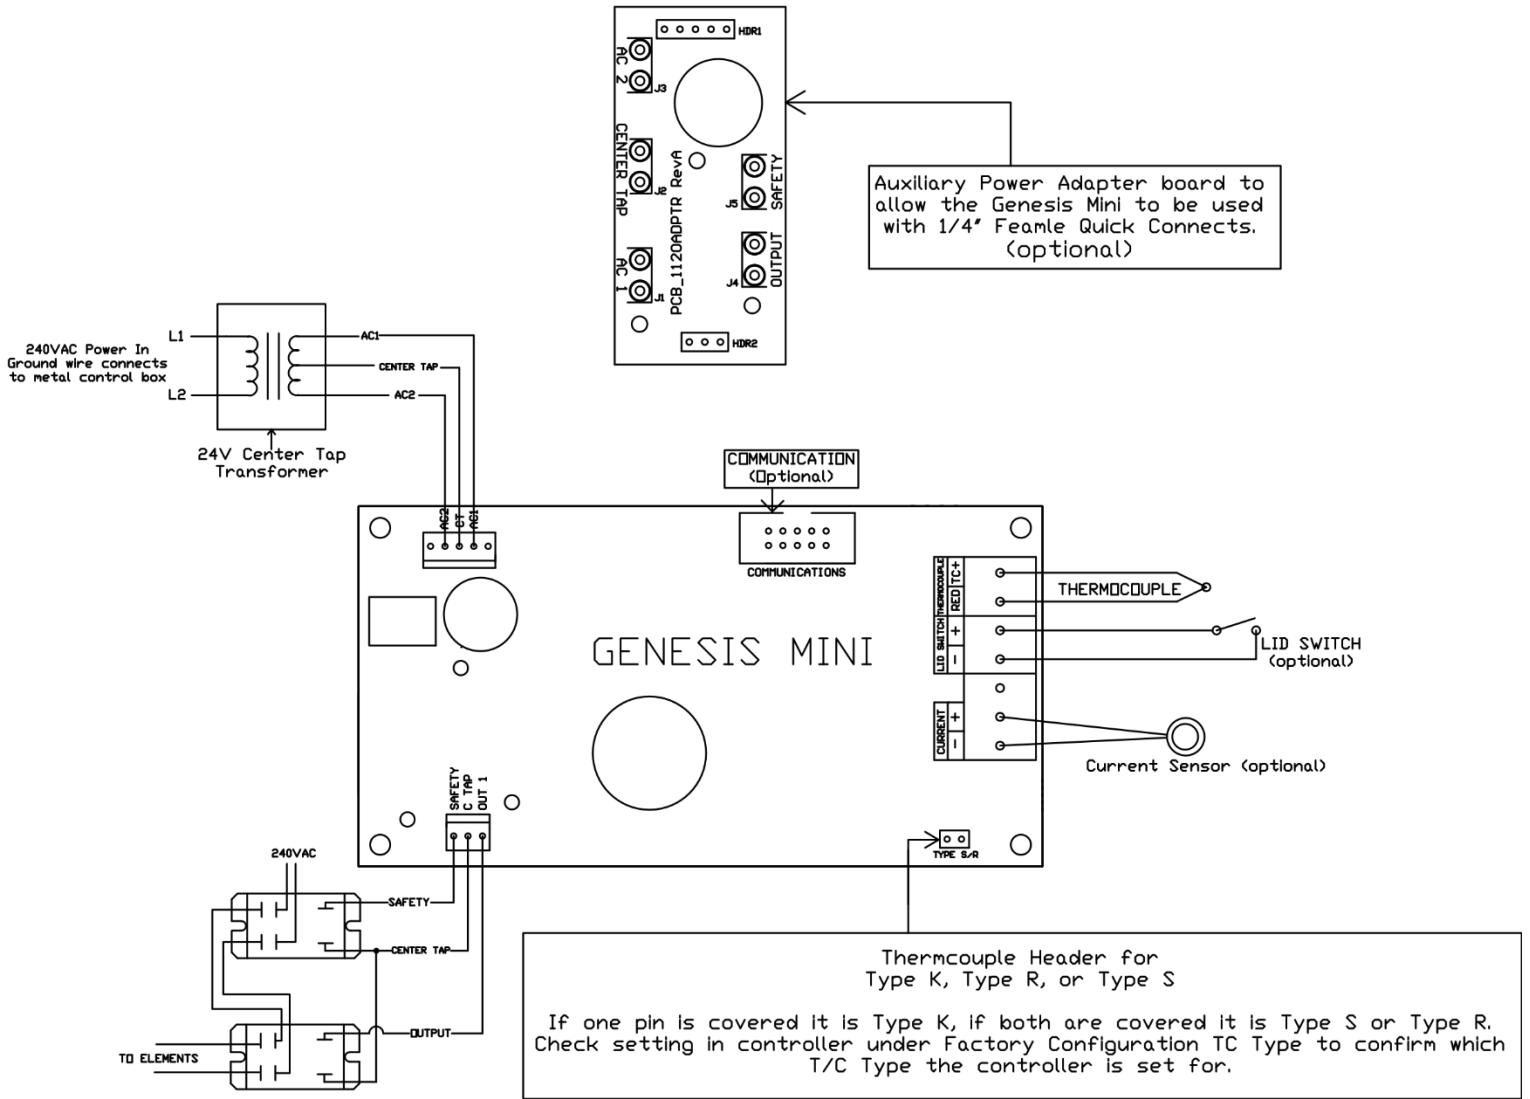 HDR1
AC 2
J3
CENTER TAP
J2
AC 1
J1
PCB_1120ADPTR RevA
SAFETY
J5
OUTPUT
J4
HDR2
Auxiliary Power Adapter board to
allow the Genesis Mini to be used
with 1/4" Feamle Quick Connects.
(optional)
240VAC Power In
Ground wire connects
to metal control box
L1
L2
AC1
CENTER TAP
AC2
24V Center Tap
Transformer
COMMUNICATION
(Optional)
COMMUNICATIONS
AC2
CT
AC1
GENESIS MINI
THERMOCOUPLE
TC+
RED
LID SWITCH
+
-
CURRENT
+
-
THERMOCOUPLE
LID SWITCH
(optional)
Current Sensor (optional)
SAFETY
C TAP
OUT 1
TYPE S/R
240VAC
SAFETY
CENTER TAP
OUTPUT
TO ELEMENTS
Thermcouple Header for
Type K, Type R, or Type S
If one pin is covered it is Type K, if both are covered it is Type S or Type R.
Check setting in controller under Factory Configuration TC Type to confirm which
T/C Type the controller is set for.